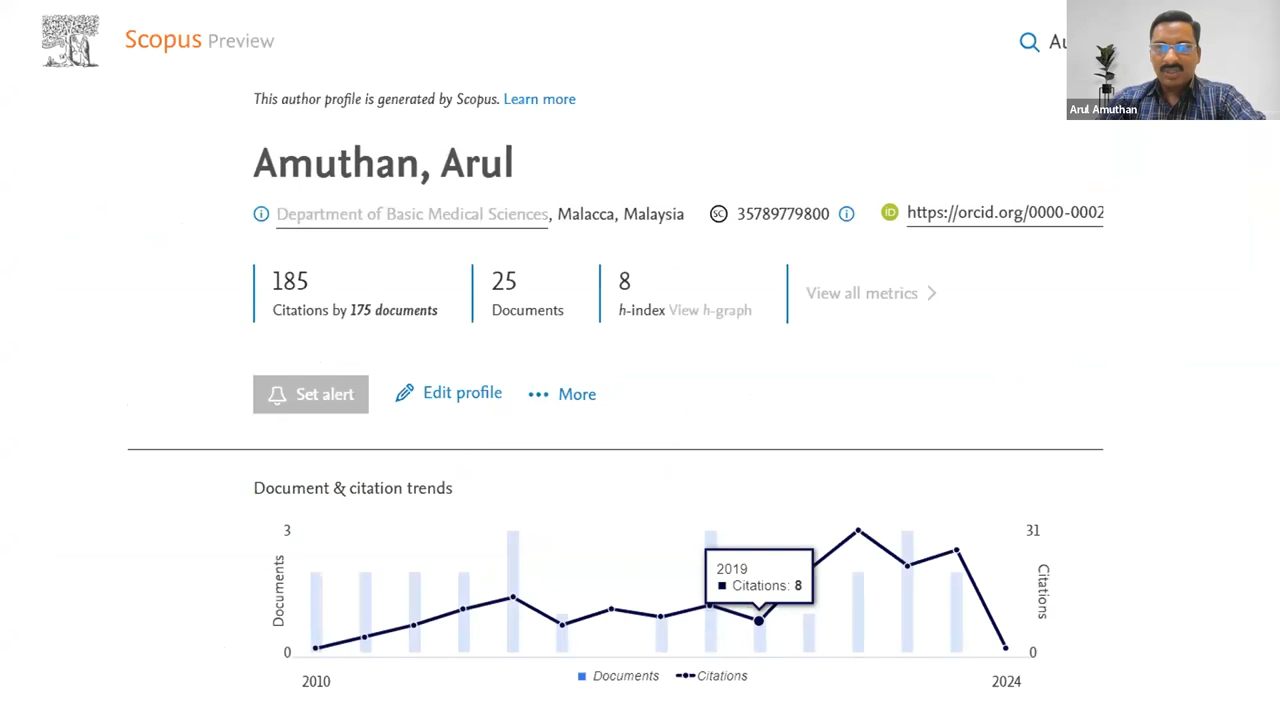 Scopus Preview
Au
Arul Amuthan
This author profile is generated by Scopus. Learn more
Amuthan, Arul
Department of Basic Medical Sciences, Malacca, Malaysia SC 35789779800 iD https://orcid.org/0000-0002
185 25 8 View all metrics
Citations by 175 documents Documents h-index View h-graph
Set alert Edit profile ••• More
Document & citation trends
3 31
2019
Citations: 8
Documents Citations
0 0
Documents Citations
2010 2024